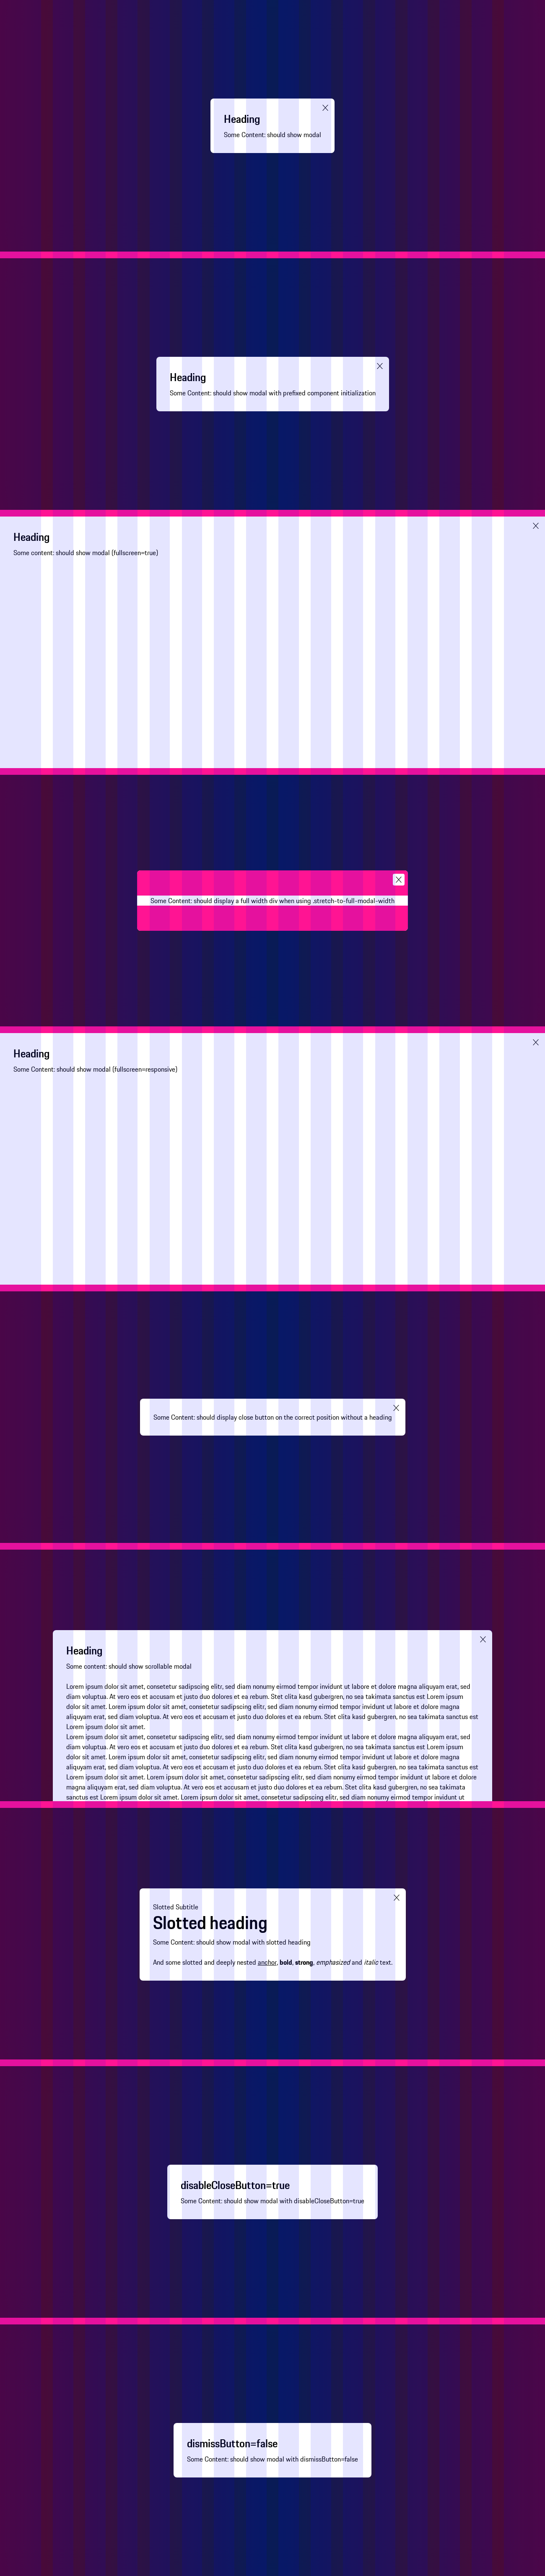 Heading
Some Content: should show modal
Heading
Some Content: should show modal with prefixed component initialization
Heading
Some content: should show modal (fullscreen=true)
Some Content: should display a full width div when using .stretch-to-full-modal-width
Heading
Some Content: should show modal (fullscreen=responsive)
Some Content: should display close button on the correct position without a heading
Heading
Some content: should show scrollable modal
Lorem ipsum dolor sit amet, consetetur sadipscing elitr, sed diam nonumy eirmod tempor invidunt ut labore et dolore magna aliquyam erat, sed
diam voluptua. At vero eos et accusam et justo duo dolores et ea rebum. Stet clita kasd gubergren, no sea takimata sanctus est Lorem ipsum
dolor sit amet. Lorem ipsum dolor sit amet, consetetur sadipscing elitr, sed diam nonumy eirmod tempor invidunt ut labore et dolore magna
aliquyam erat, sed diam voluptua. At vero eos et accusam et justo duo dolores et ea rebum. Stet clita kasd gubergren, no sea takimata sanctus est
Lorem ipsum dolor sit amet.
Lorem ipsum dolor sit amet, consetetur sadipscing elitr, sed diam nonumy eirmod tempor invidunt ut labore et dolore magna aliquyam erat, sed
diam voluptua. At vero eos et accusam et justo duo dolores et ea rebum. Stet clita kasd gubergren, no sea takimata sanctus est Lorem ipsum
dolor sit amet. Lorem ipsum dolor sit amet, consetetur sadipscing elitr, sed diam nonumy eirmod tempor invidunt ut labore et dolore magna
aliquyam erat, sed diam voluptua. At vero eos et accusam et justo duo dolores et ea rebum. Stet clita kasd gubergren, no sea takimata sanctus est
Lorem ipsum dolor sit amet. Lorem ipsum dolor sit amet, consetetur sadipscing elitr, sed diam nonumy eirmod tempor invidunt ut labore et dolore
magna aliquyam erat, sed diam voluptua. At vero eos et accusam et justo duo dolores et ea rebum. Stet clita kasd gubergren, no sea takimata
sanctus est Lorem ipsum dolor sit amet. Lorem ipsum dolor sit amet, consetetur sadipscing elitr, sed diam nonumy eirmod tempor invidunt ut
Slotted Subtitle
Slotted heading
Some Content: should show modal with slotted heading
And some slotted and deeply nested anchor, bold, strong, emphasized and italic text.
disableCloseButton=true
Some Content: should show modal with disableCloseButton=true
dismissButton=false
Some Content: should show modal with dismissButton=false